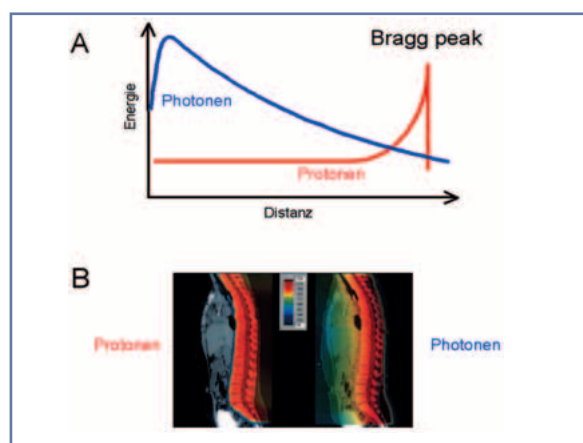 A
Bragg peak
Energie
Photonen
Protonen
Distanz
B
Protonen
Photonen